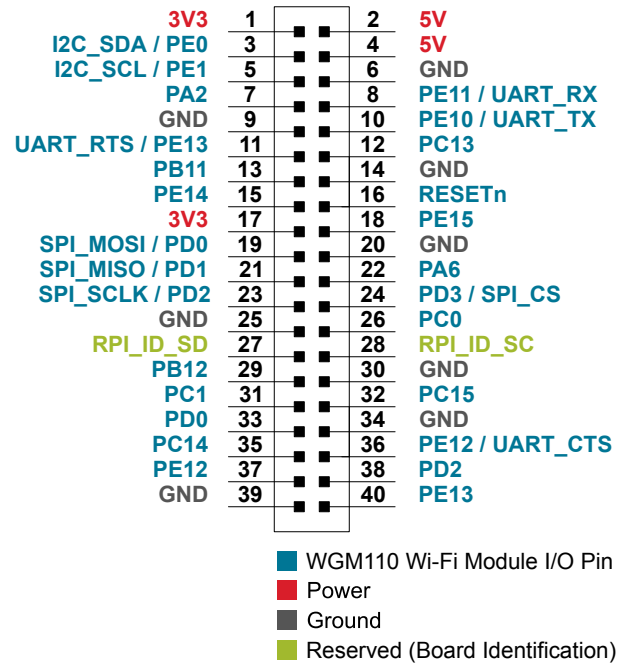 3V3 1 2 5V
I2C_SDA / PE0 3 4 5V
I2C_SCL / PE1 5 6 GND
PA2 7 8 PE11 / UART_RX
GND 9 10 PE10 / UART_TX
UART_RTS / PE13 11 12 PC13
PB11 13 14 GND
PE14 15 16 RESETn
3V3 17 18 PE15
SPI_MOSI / PD0 19 20 GND
SPI_MISO / PD1 21 22 PA6
SPI_SCLK / PD2 23 24 PD3 / SPI_CS
GND 25 26 PC0
RPI_ID_SD 27 28 RPI_ID_SC
PB12 29 30 GND
PC1 31 32 PC15
PD0 33 34 GND
PC14 35 36 PE12 / UART_CTS
PE12 37 38 PD2
GND 39 40 PE13
WGM110 Wi-Fi Module I/O Pin
Power
Ground
Reserved (Board Identification)